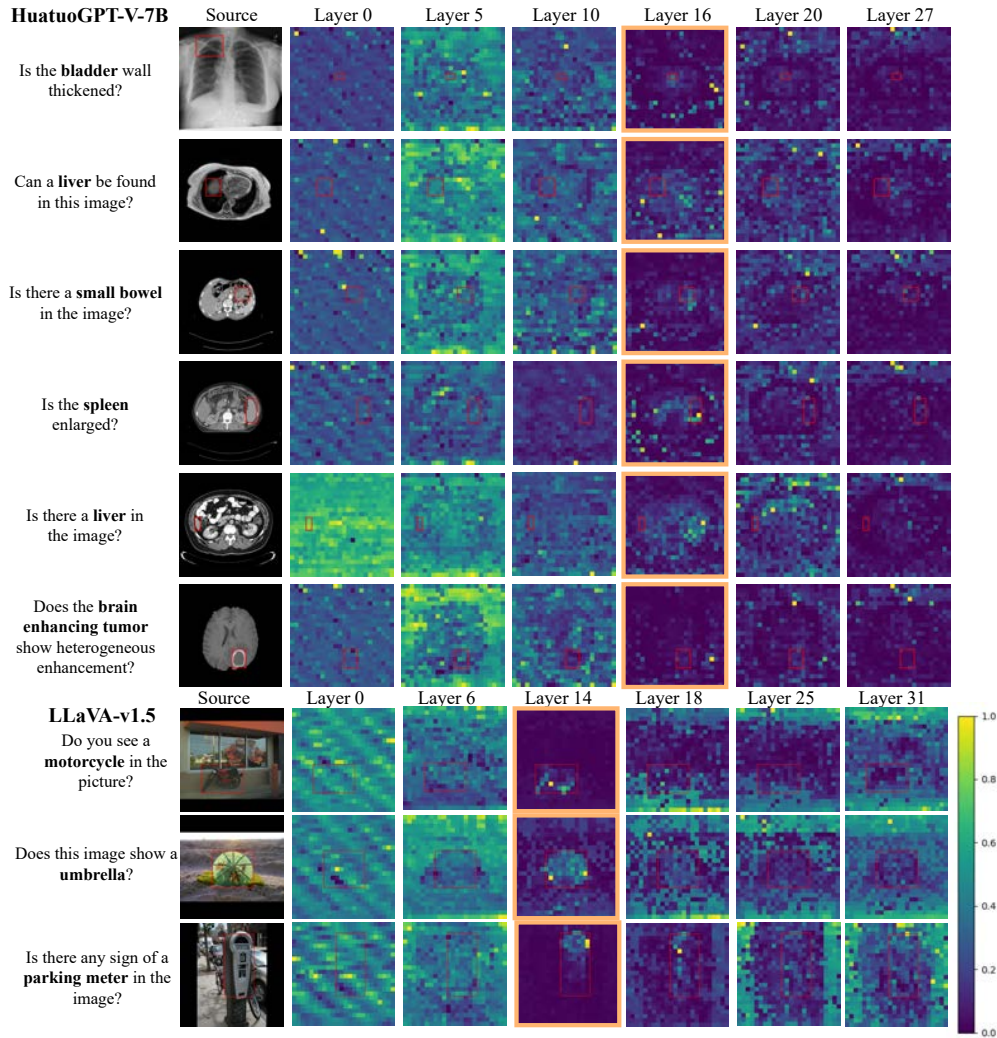 HuatuoGPT-V-7B Source Layer 0 Layer 5 Layer 10 Layer 16 Layer 20 Layer 27
Is the bladder wall
thickened?
Can a liver be found
in this image?
Is there a small bowel
in the image?
Is the spleen
enlarged?
Is there a liver in
the image?
Does the brain
enhancing tumor
show heterogeneous
enhancement?
Source Layer 0 Layer 6 Layer 14 Layer 18 Layer 25 Layer 31
LLaVA-v1.5
Do you see a
motorcycle in the
picture?
Does this image show a
umbrella?
Is there any sign of a
parking meter in the
image?
1.0
0.8
0.6
0.4
0.2
0.0